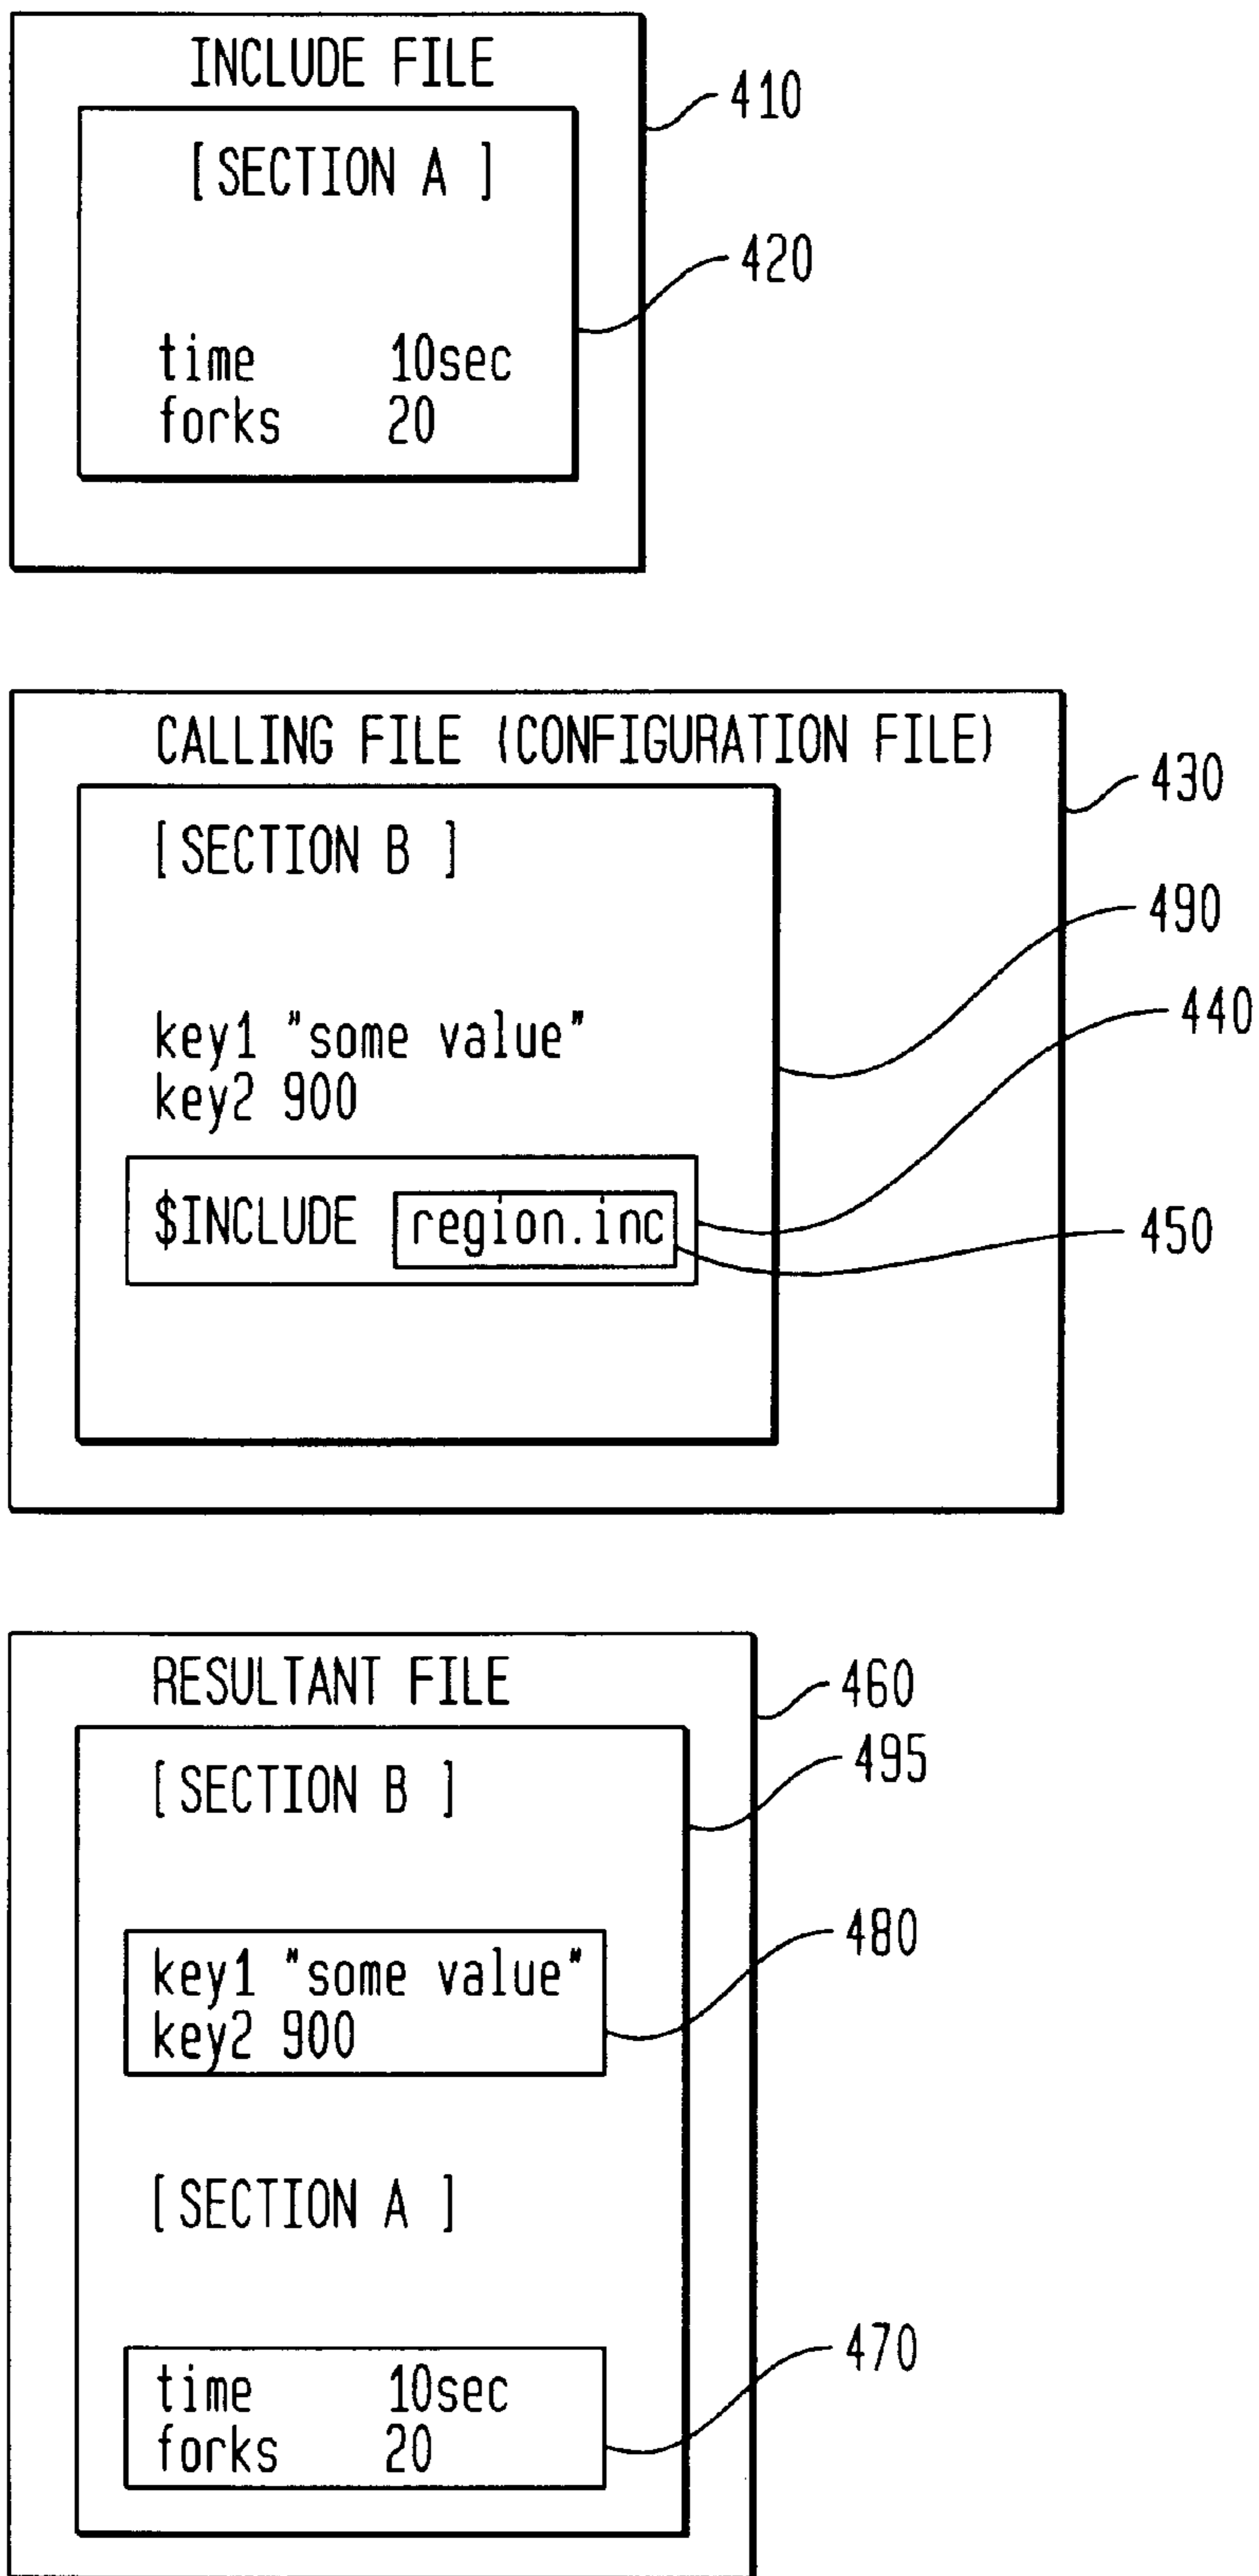 INCLUDE FILE
410
[ SECTION A ]
420
time 10sec
forks 20
CALLING FILE (CONFIGURATION FILE)
430
[ SECTION B ]
490
440
key1 "some value"
key2 900
$INCLUDE region.inc
450
RESULTANT FILE
460
495
[ SECTION B ]
480
key1 "some value"
key2 900
[ SECTION A ]
470
time 10sec
forks 20